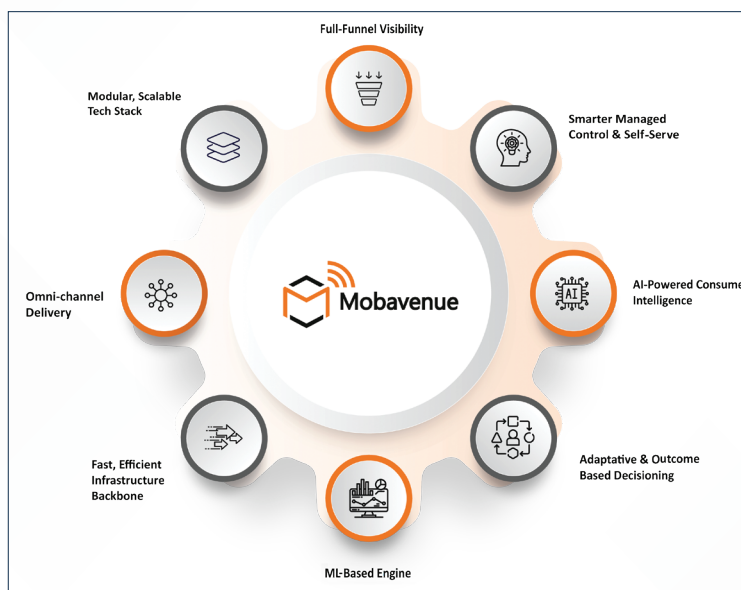 Full-Funnel Visibility
Modular, Scalable
Tech Stack
Smarter Managed
Control & Self-Serve
Mobavenue
Omni-channel
Delivery
AI
AI-Powered Consume
Intelligence
Fast, Efficient
Infrastructure
Backbone
Adaptative & Outcome
Based Decisioning
ML-Based Engine